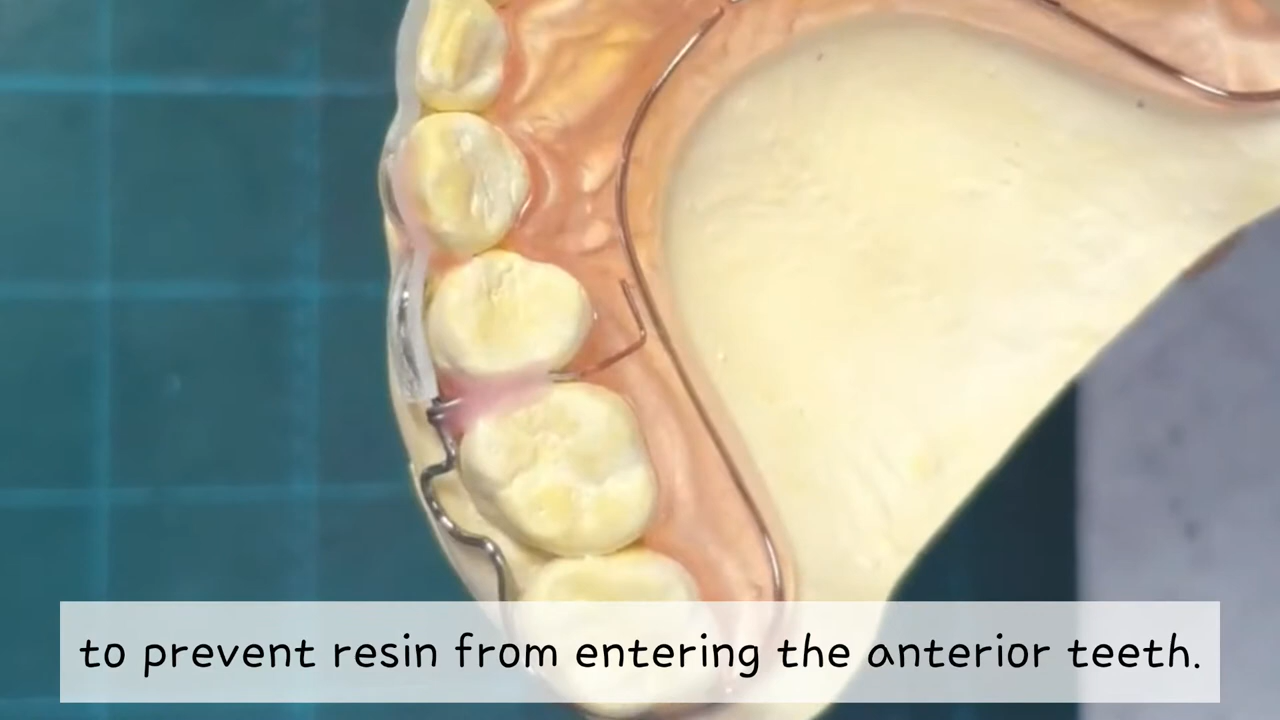 to prevent resin from entering the anterior teeth.